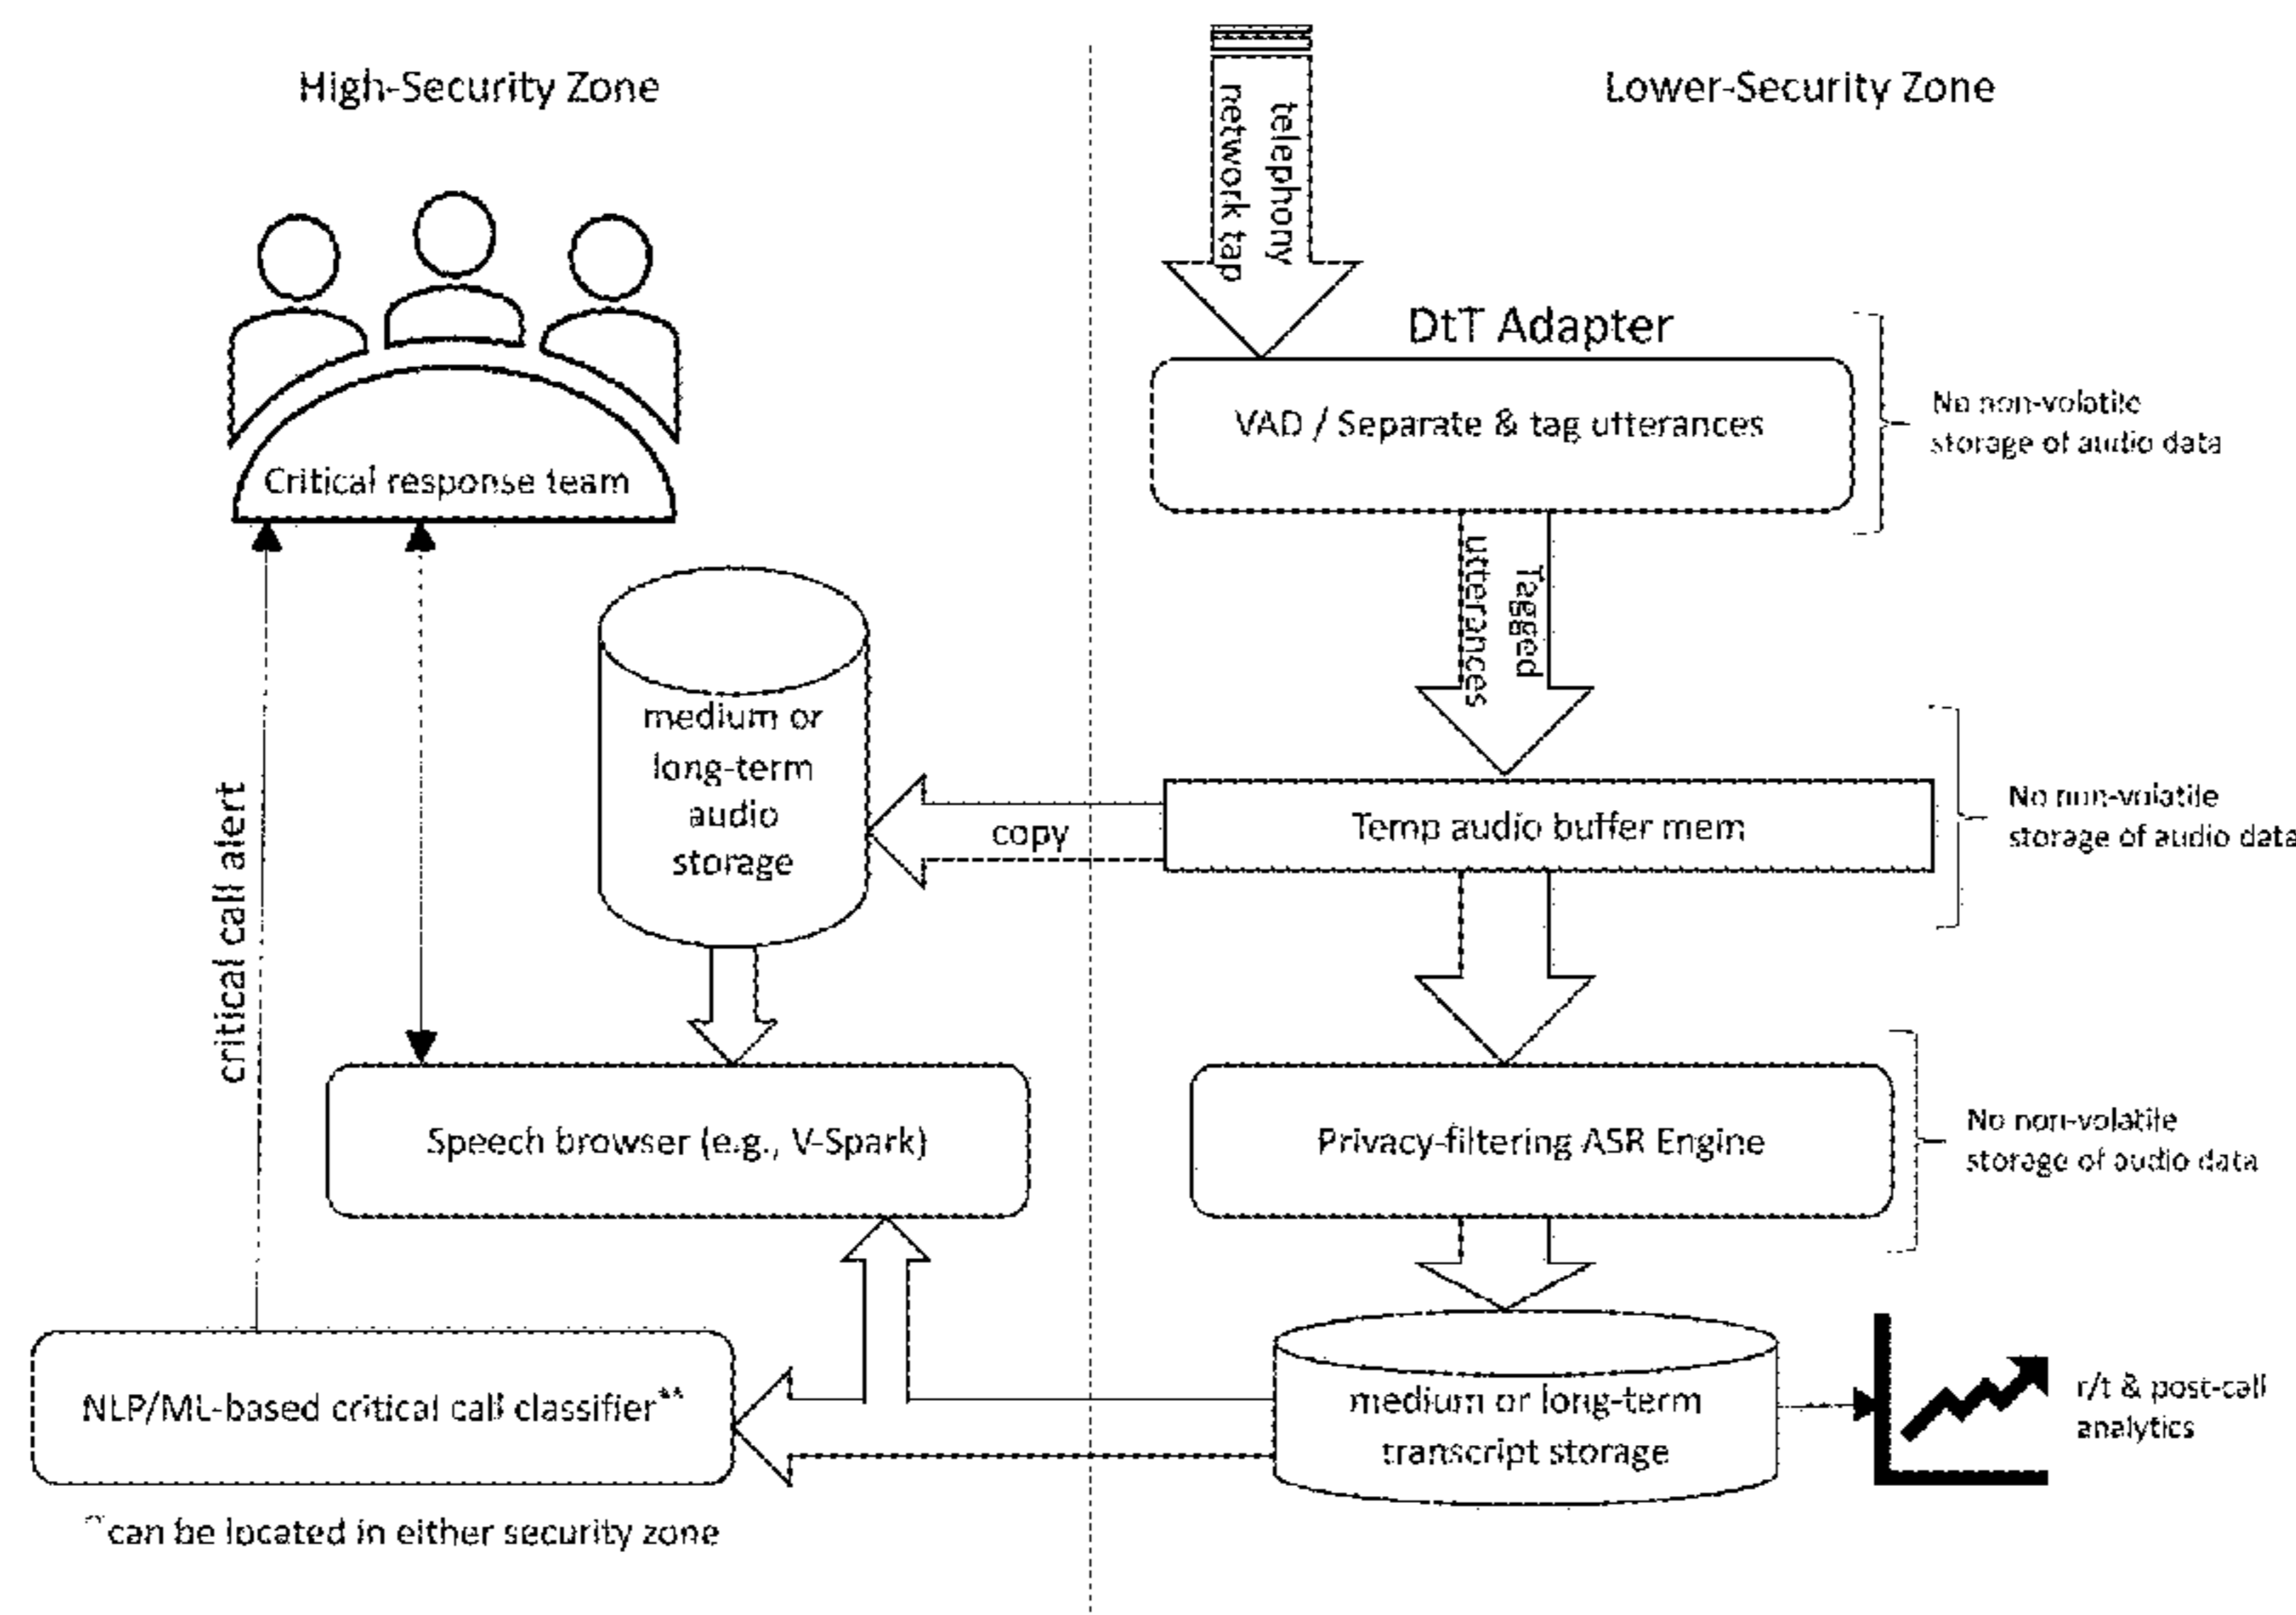 High-Security Zone
Lower-Security Zone
telephony
network tap
DtT Adapter
VAD / Separate & tag utterances
No non-volatile
storage of audio data
Critical response team
Tagged
utterances
medium or
long-term
audio
storage
copy
Temp audio buffer mem
No non-volatile
storage of audio data
critical call alert
Speech browser (e.g., V-Spark)
Privacy-filtering ASR Engine
No non-volatile
storage of audio data
NLP/ML-based critical call classifier**
medium or long-term
transcript storage
r/t & post-call
analytics
**can be located in either security zone